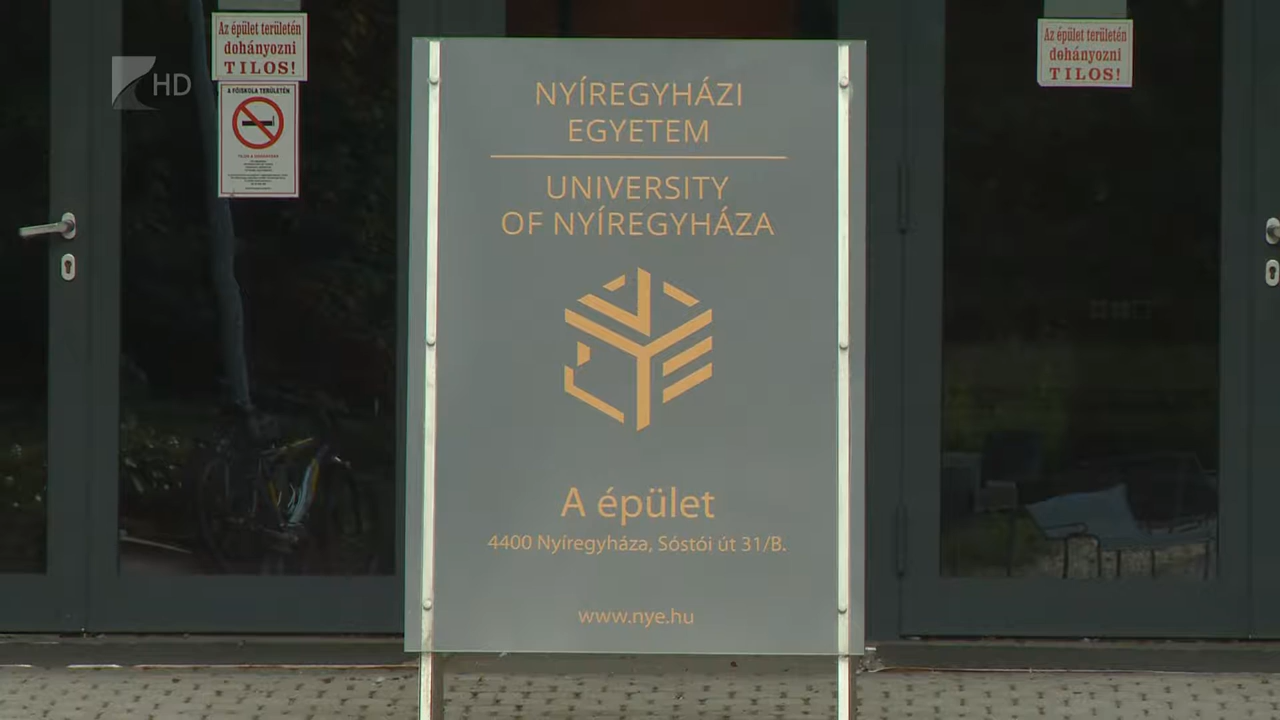 Az épület területén
dohányozni
TILOS!
A FŐISKOLA TERÜLETÉN
HD
NYÍREGYHÁZI
EGYETEM
UNIVERSITY
OF NYÍREGYHÁZA
A épület
4400 Nyíregyháza, Sóstói út 31/B.
www.nye.hu
Az épület területén
dohányozni
TILOS!